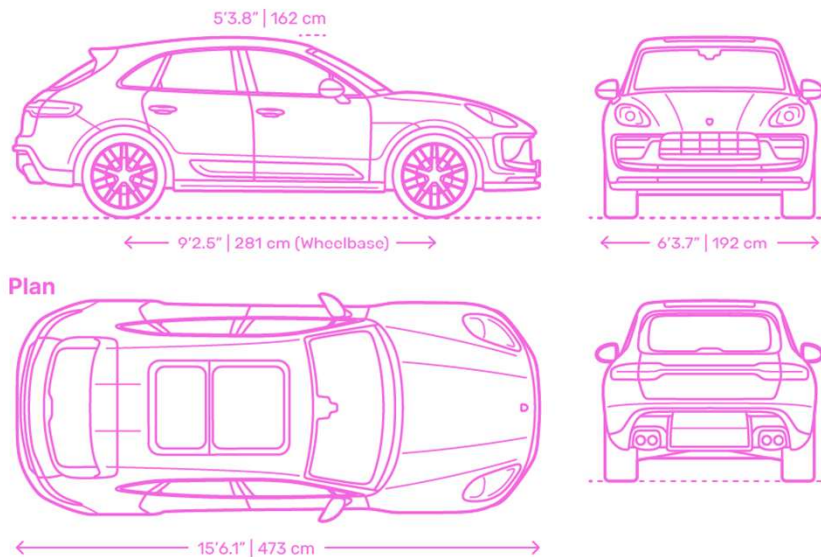 5'3.8" | 162 cm
9'2.5" | 281 cm (Wheelbase)
6'3.7" | 192 cm
Plan
15'6.1" | 473 cm